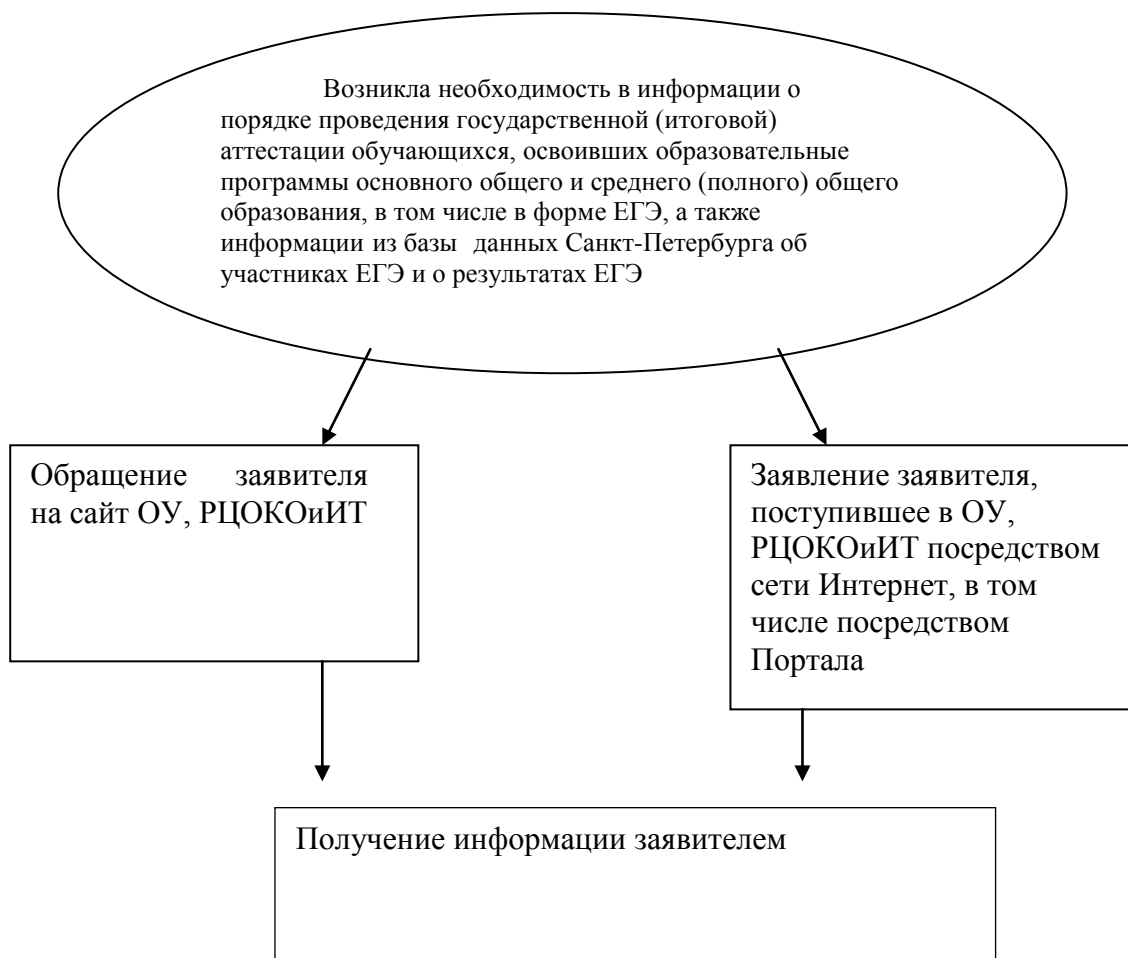 Возникла необходимость в информации о
порядке проведения государственной (итоговой)
аттестации обучающихся, освоивших образовательные
программы основного общего и среднего (полного) общего
образования, в том числе в форме ЕГЭ, а также
информации из базы данных Санкт-Петербурга об
участниках ЕГЭ и о результатах ЕГЭ
Обращение заявителя
на сайт ОУ, РЦОКОиИТ
Заявление заявителя,
поступившее в ОУ,
РЦОКОиИТ посредством
сети Интернет, в том
числе посредством
Портала
Получение информации заявителем